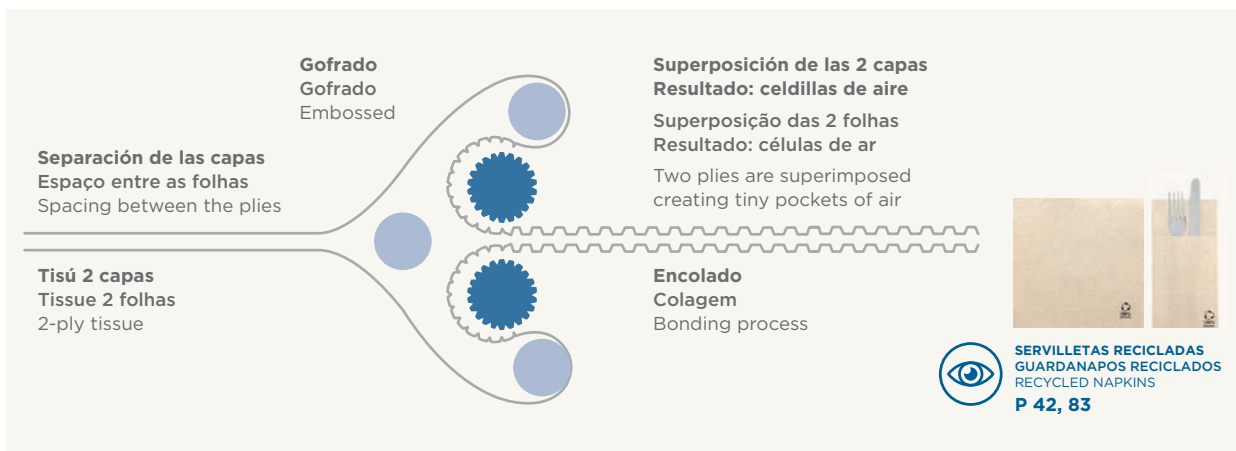 Gofrado
Gofrado
Embossed
Superposición de las 2 capas
Resultado: celdillas de aire
Superposição das 2 folhas
Resultado: células de ar
Two plies are superimposed
creating tiny pockets of air
Separación de las capas
Espaço entre as folhas
Spacing between the plies
Tisú 2 capas
Tissue 2 folhas
2-ply tissue
Encolado
Colagem
Bonding process
SERVILLETAS RECICLADAS
GUARDANAPOS RECICLADOS
RECYCLED NAPKINS
P 42, 83